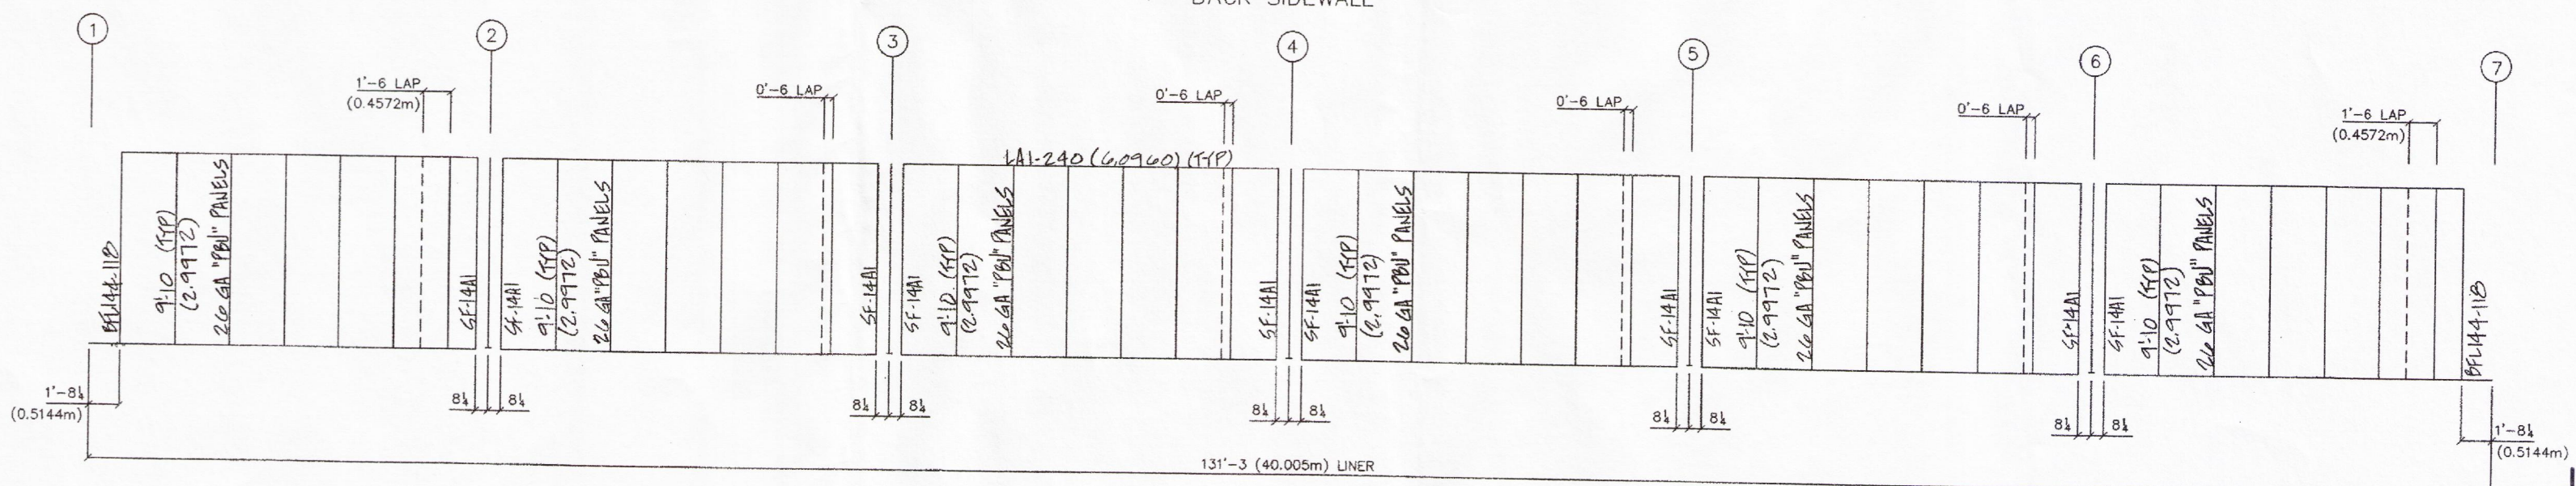 BACK SIDEWALL
1 2 3 4 5 6 7
1'-6 LAP
(0.4572m)
0'-6 LAP
0'-6 LAP
0'-6 LAP
0'-6 LAP
1'-6 LAP
(0.4572m)
LA1-240 (6.0960) (TYP)
BFL144-118
9'-10 (TYP)
(2.9972)
26 GA "PBU" PANELS
SF-14A1
SF-14A1
9'-10 (TYP)
(2.9972)
26 GA "PBU" PANELS
SF-14A1
SF-14A1
9'-10 (TYP)
(2.9972)
26 GA "PBU" PANELS
SF-14A1
SF-14A1
9'-10 (TYP)
(2.9972)
26 GA "PBU" PANELS
SF-14A1
SF-14A1
9'-10 (TYP)
(2.9972)
26 GA "PBU" PANELS
SF-14A1
SF-14A1
9'-10 (TYP)
(2.9972)
26 GA "PBU" PANELS
BFL144-118
1'-8¼
(0.5144m)
8¼ 8¼
8¼ 8¼
8¼ 8¼
8¼ 8¼
8¼ 8¼
1'-8¼
(0.5144m)
131'-3 (40.005m) LINER